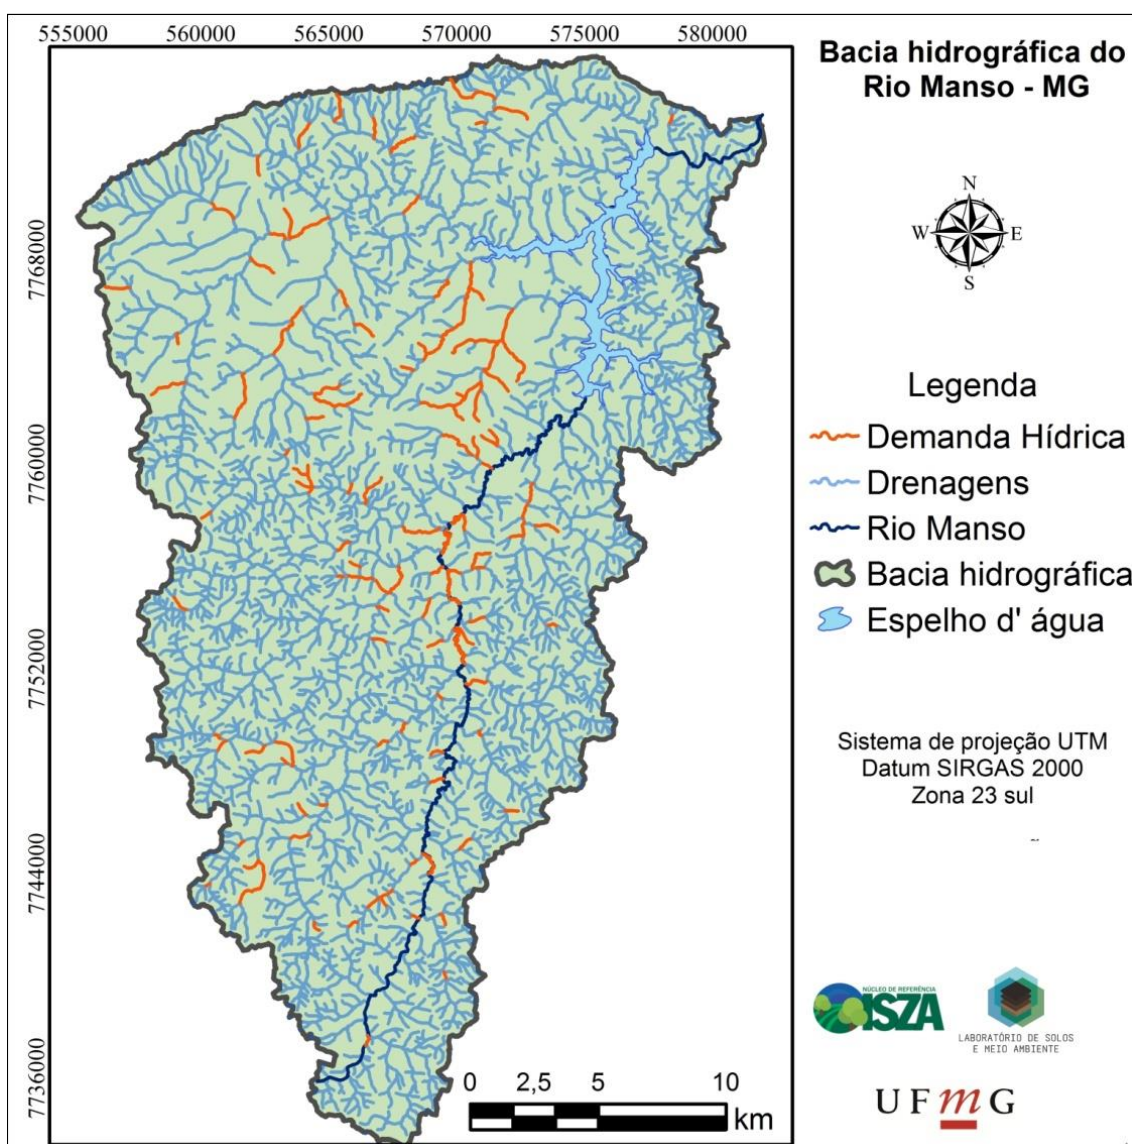 555000 560000 565000 570000 575000 580000
Bacia hidrográfica do
Rio Manso - MG
N
W E
S
7768000
7760000
7752000
7744000
7736000
Legenda
Demanda Hídrica
Drenagens
Rio Manso
Bacia hidrográfica
Espelho d' água
Sistema de projeção UTM
Datum SIRGAS 2000
Zona 23 sul
NÚCLEO DE REFERÊNCIA
ISZA
LABORATÓRIO DE SOLOS
E MEIO AMBIENTE
0 2,5 5 10
km
UFmG